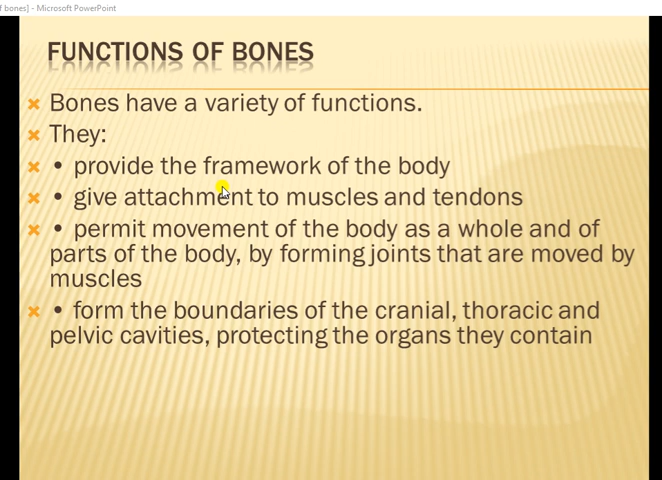 f bones] - Microsoft PowerPoint
FUNCTIONS OF BONES
Bones have a variety of functions.
They:
• provide the framework of the body
• give attachment to muscles and tendons
• permit movement of the body as a whole and of
parts of the body, by forming joints that are moved by
muscles
• form the boundaries of the cranial, thoracic and
pelvic cavities, protecting the organs they contain